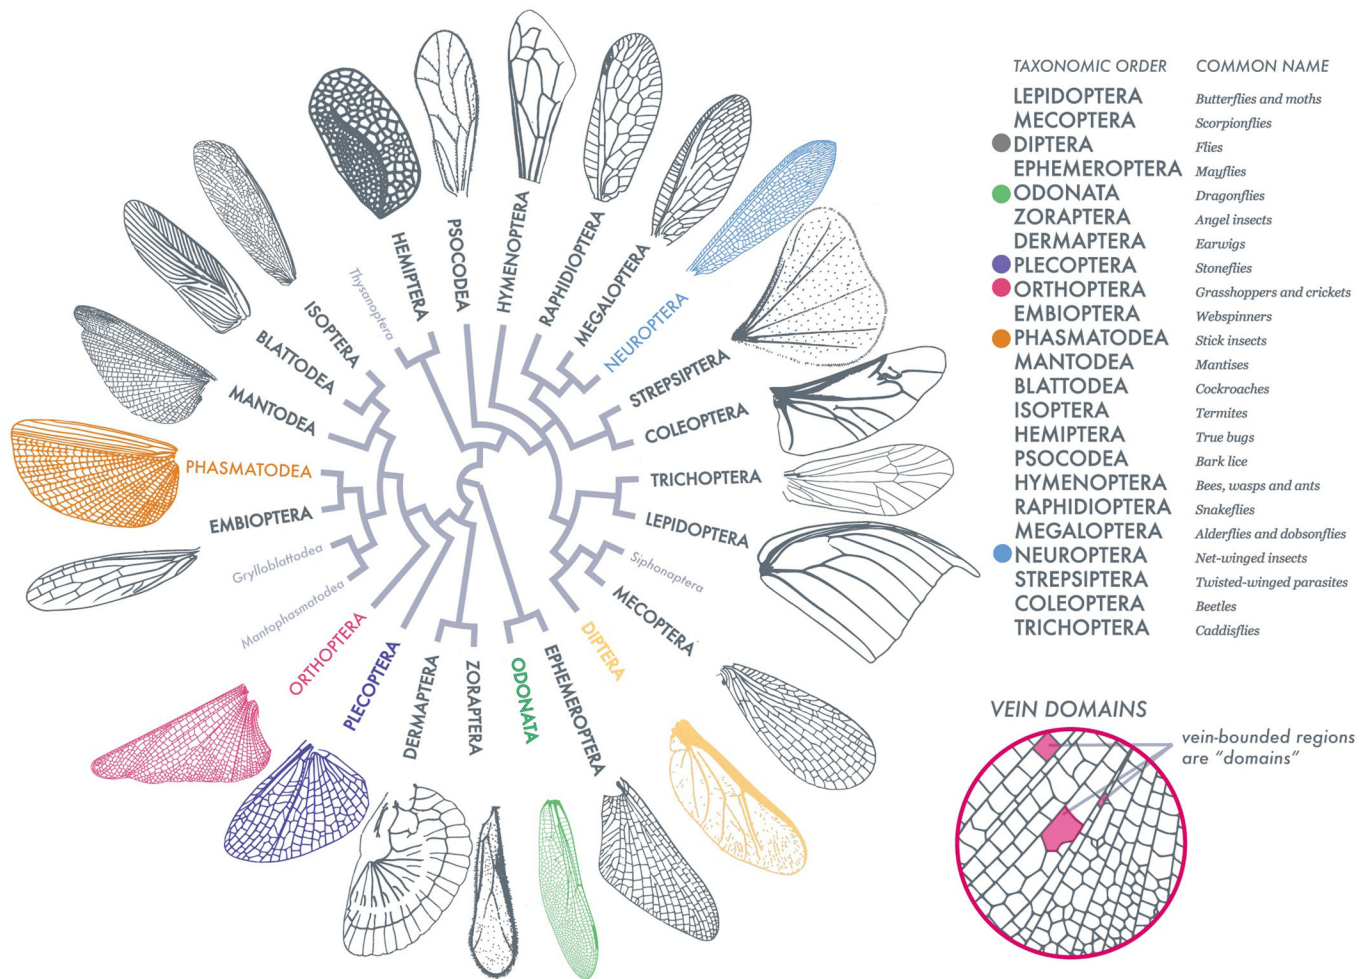 TAXONOMIC ORDER COMMON NAME
LEPIDOPTERA Butterflies and moths
MECOPTERA Scorpionflies
DIPTERA Flies
EPHEMEROPTERA Mayflies
ODONATA Dragonflies
ZORAPTERA Angel insects
DERMAPTERA Earwigs
PLECOPTERA Stoneflies
ORTHOPTERA Grasshoppers and crickets
EMBIOPTERA Webspinners
PHASMATODEA Stick insects
MANTODEA Mantises
BLATTODEA Cockroaches
ISOPTERA Termites
HEMIPTERA True bugs
PSOCODEA Bark lice
HYMENOPTERA Bees, wasps and ants
RAPHIDIOPTERA Snakeflies
MEGALOPTERA Alderflies and dobsonflies
NEUROPTERA Net-winged insects
STREPSIPTERA Twisted-winged parasites
COLEOPTERA Beetles
TRICHOPTERA Caddisflies
Thysanoptera
HEMIPTERA
PSOCODEA
HYMENOPTERA
RAPHIDIOPTERA
MEGALOPTERA
NEUROPTERA
STREPSIPTERA
COLEOPTERA
TRICHOPTERA
LEPIDOPTERA
Siphonaptera
MECOPTERA
DIPTERA
EPHEMEROPTERA
ODONATA
ZORAPTERA
DERMAPTERA
PLECOPTERA
ORTHOPTERA
Mantophasmatodea
Grylloblattodea
EMBIOPTERA
PHASMATODEA
MANTODEA
BLATTODEA
ISOPTERA
VEIN DOMAINS
vein-bounded regions
are "domains"